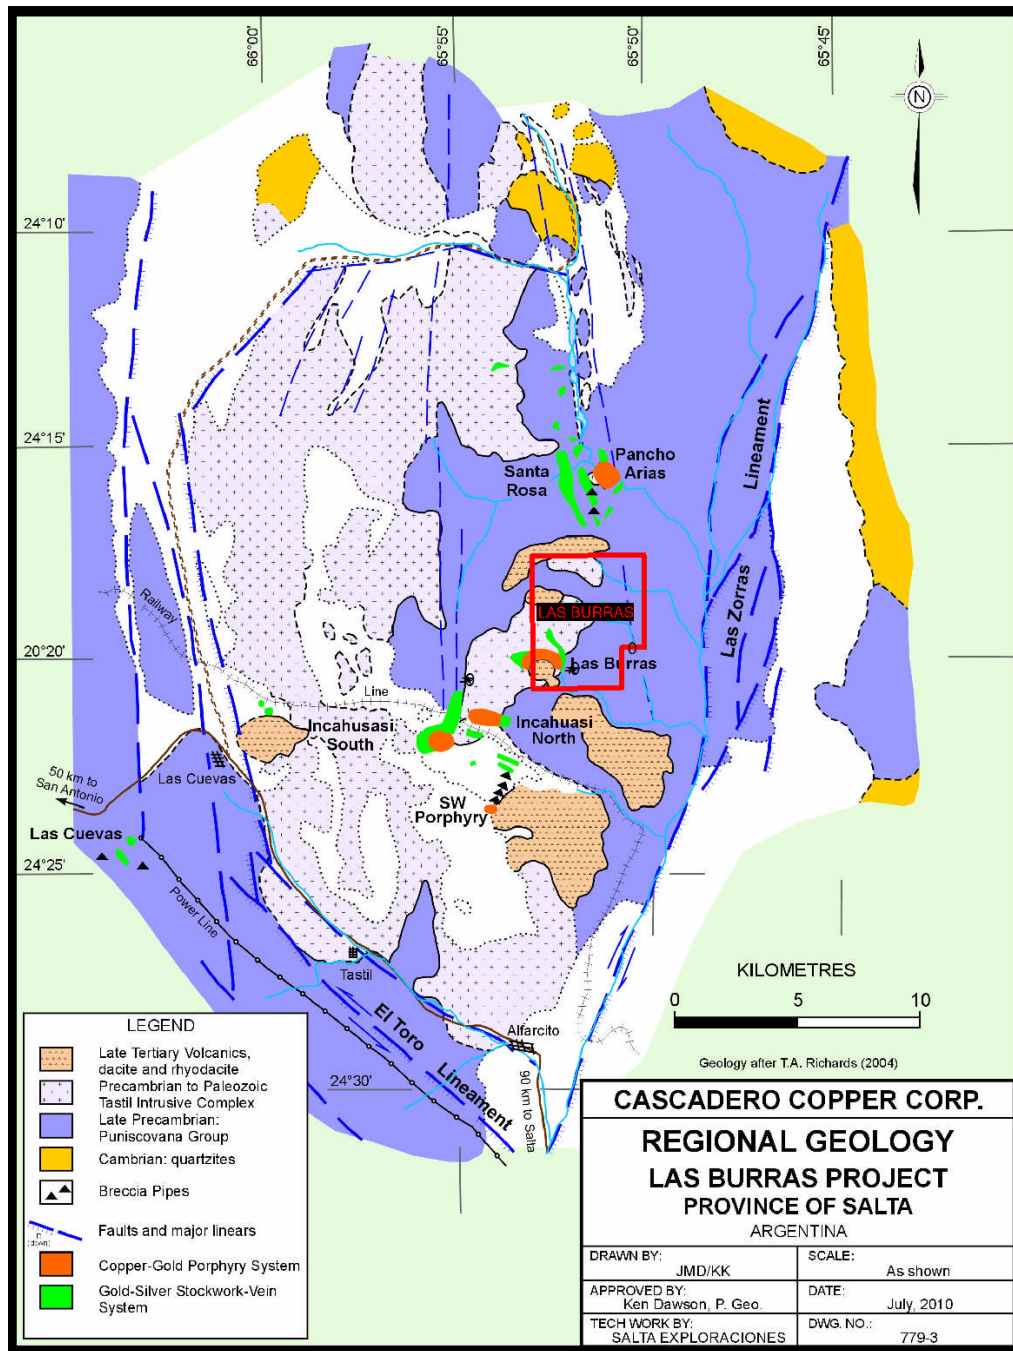 66°00'
65°55'
65°50'
65°45'
N
24°10'
24°15'
Santa
Rosa
Pancho
Arias
Lineament
Las Zorras
Railway
LAS BURRAS
Las Burras
20°20'
Line
Incahusasi
South
Incahuasi
North
Las Cuevas
50 km to
San Antonio
SW
Porphyry
Las Cuevas
24°25'
Power Line
Tastil
El Toro
Lineament
Alfarcito
90 km to Salta
24°30'
KILOMETRES
0 5 10
Geology after T.A. Richards (2004)
LEGEND
Late Tertiary Volcanics,
dacite and rhyodacite
Precambrian to Paleozoic
Tastil Intrusive Complex
Late Precambrian:
Puniscovana Group
Cambrian: quartzites
Breccia Pipes
D
(down)
Faults and major linears
Copper-Gold Porphyry System
Gold-Silver Stockwork-Vein
System
CASCADERO COPPER CORP.
REGIONAL GEOLOGY
LAS BURRAS PROJECT
PROVINCE OF SALTA
ARGENTINA
DRAWN BY: JMD/KK
SCALE: As shown
APPROVED BY: Ken Dawson, P. Geo.
DATE: July, 2010
TECH WORK BY: SALTA EXPLORACIONES
DWG. NO.: 779-3